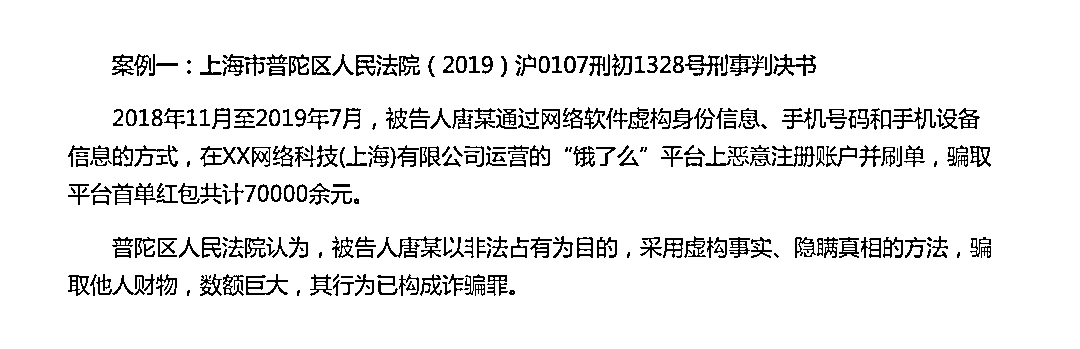 案例一：上海市普陀区人民法院（2019）沪0107刑初1328号刑事判决书
2018年11月至2019年7月，被告人唐某通过网络软件虚构身份信息、手机号码和手机设备
信息的方式，在XX网络科技(上海)有限公司运营的“饿了么”平台上恶意注册账户并刷单，骗取
平台首单红包共计70000余元。
普陀区人民法院认为，被告人唐某以非法占有为目的，采用虚构事实、隐瞒真相的方法，骗
取他人财物，数额巨大，其行为已构成诈骗罪。